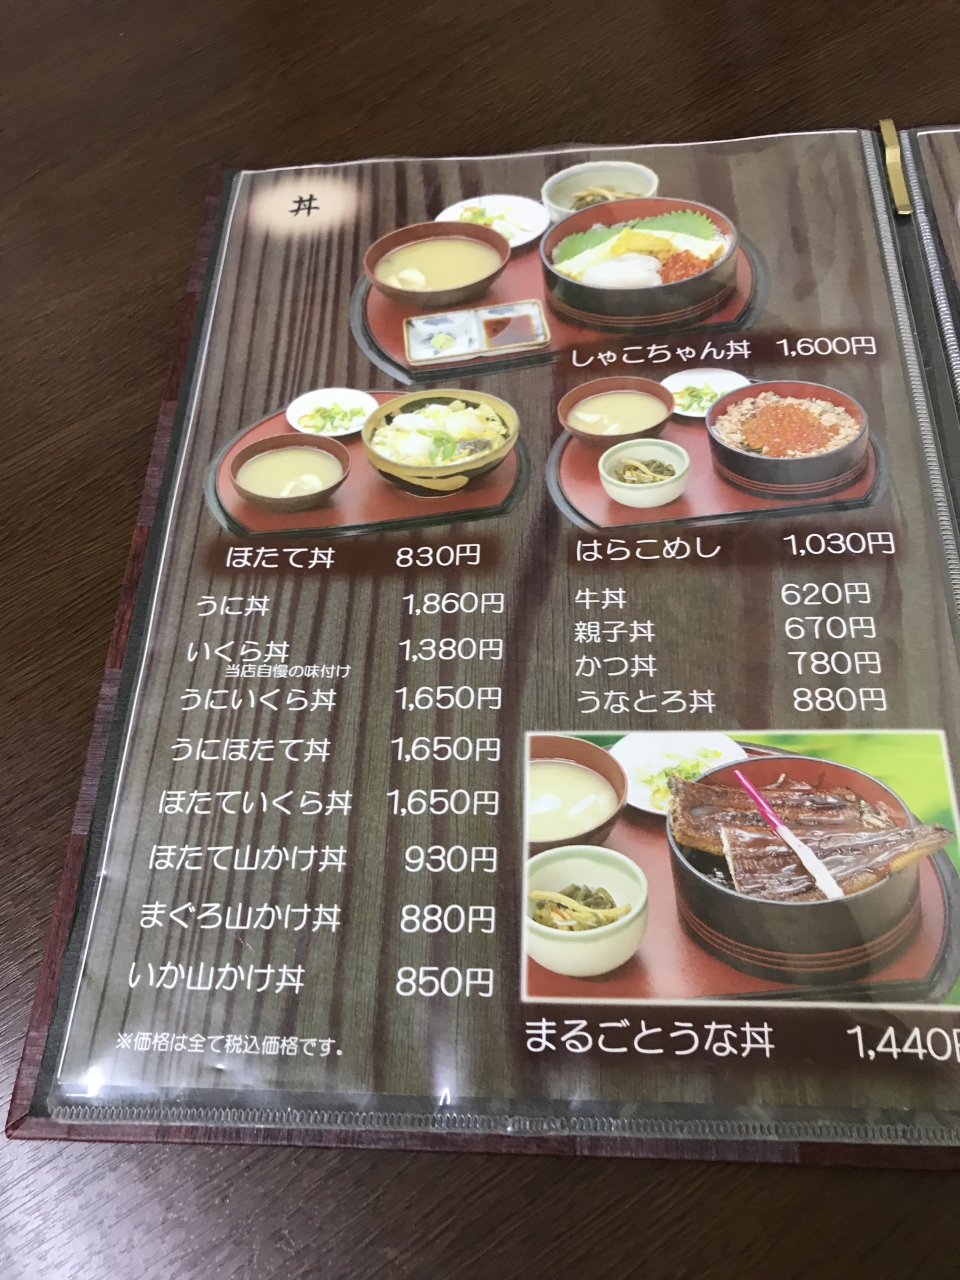 丼
しゃこちゃん丼 1,600円
ほたて丼 830円
はらこめし 1,030円
うに丼 1,860円
いくら丼 1,380円
当店自慢の味付け
うにいくら丼 1,650円
うにほたて丼 1,650円
ほたていくら丼 1,650円
ほたて山かけ丼 930円
まぐろ山かけ丼 880円
いか山かけ丼 850円
※価格は全て税込価格です。
牛丼 620円
親子丼 670円
かつ丼 780円
うなとろ丼 880円
まるごとうな丼 1,440円